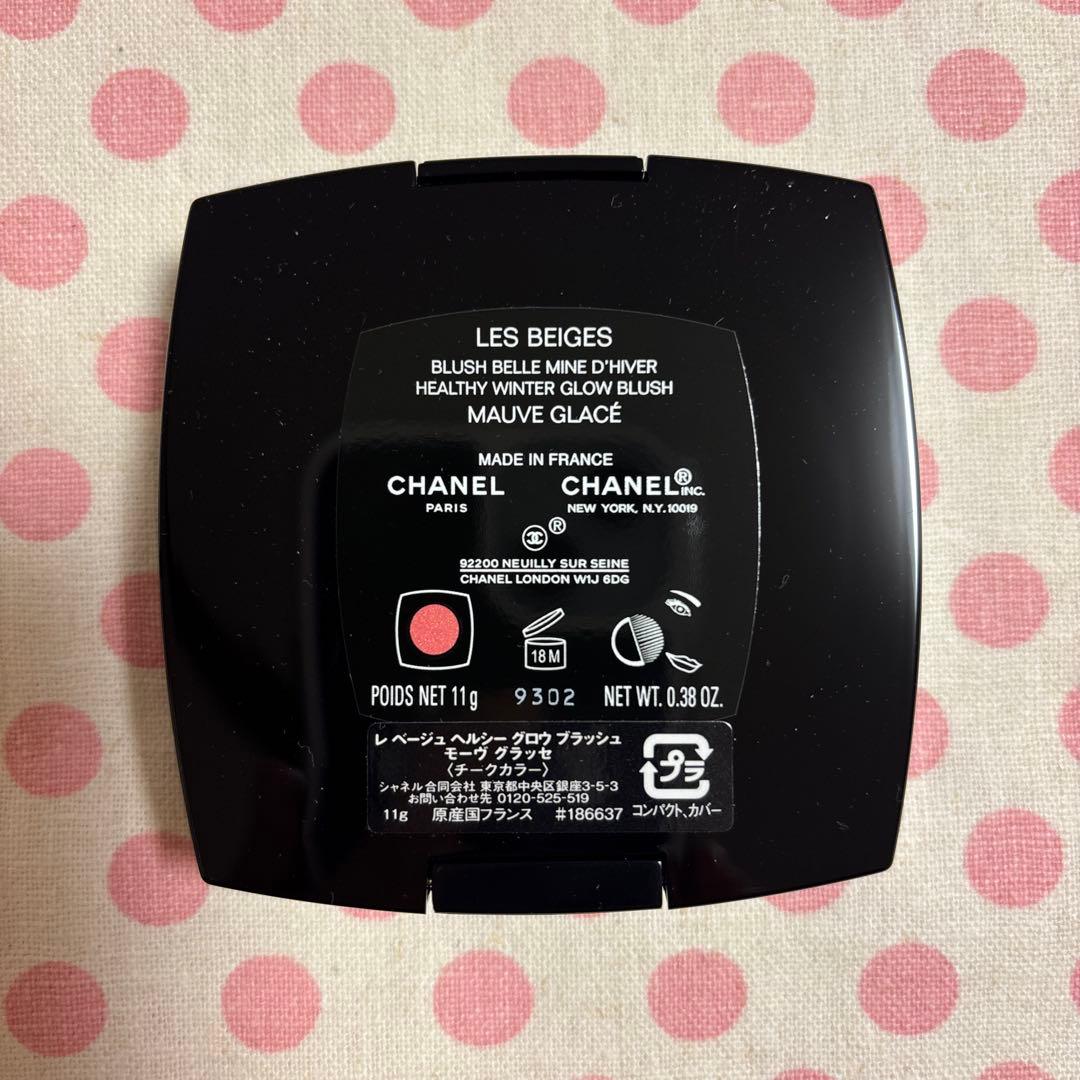 LES BEIGES
BLUSH BELLE MINE D'HIVER
HEALTHY WINTER GLOW BLUSH
MAUVE GLACÉ
MADE IN FRANCE
CHANEL
PARIS
CHANEL® INC.
NEW YORK, N.Y. 10019
®
92200 NEUILLY SUR SEINE
CHANEL LONDON W1J 6DG
18 M
POIDS NET 11g 9302 NET WT. 0.38 OZ.
レ ベージュ ヘルシー グロウ ブラッシュ
モーヴ グラッセ
〈チークカラー〉
シャネル 合同会社 東京都中央区銀座3-5-3
お問い合わせ先 0120-525-519
11g 原産国フランス #186637
プラ
コンパクト、カバー